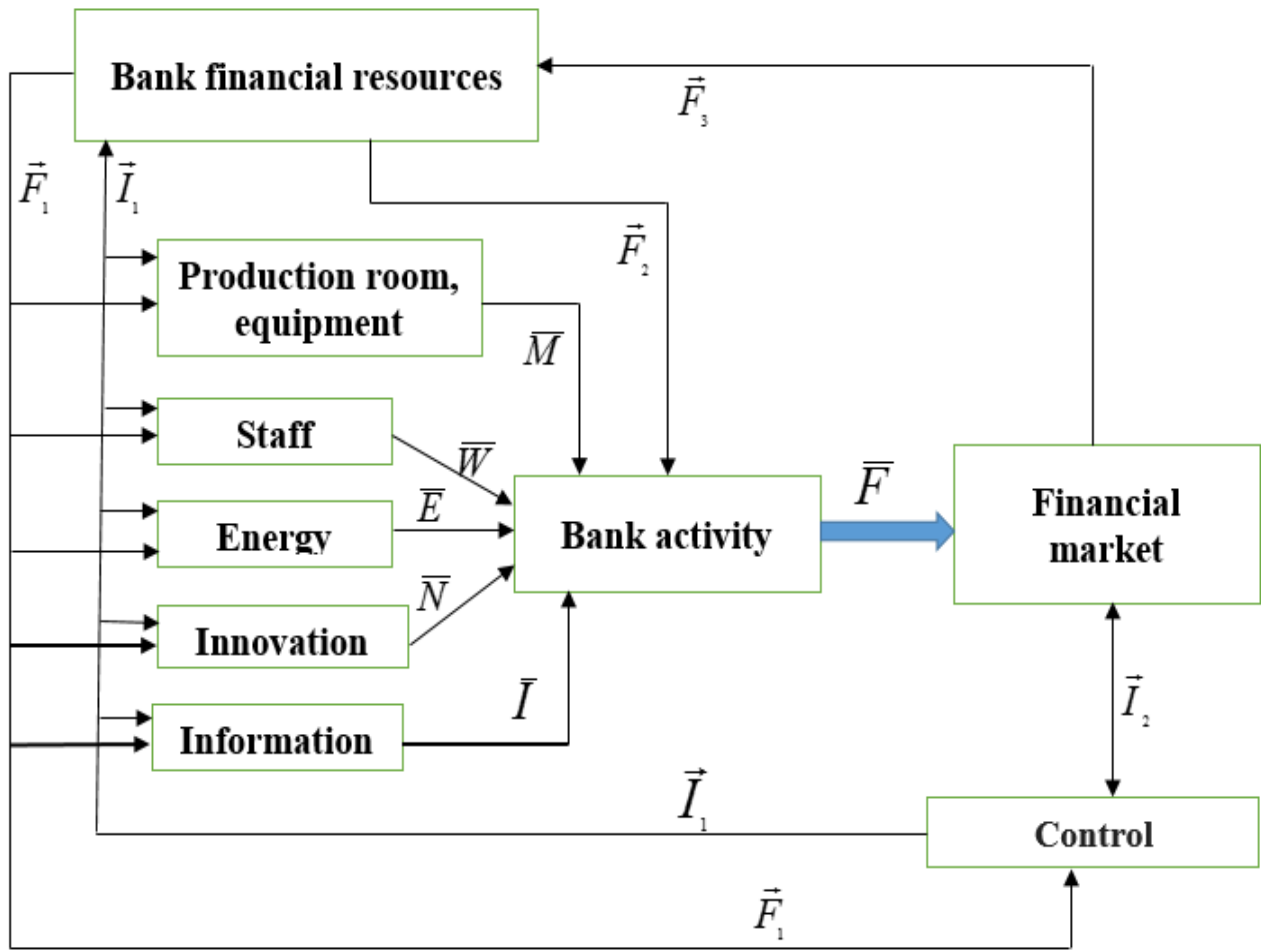 Bank financial resources
F⃗₃
F⃗₁
I⃗₁
F⃗₂
Production room,
equipment
M̅
Staff
W̅
Energy
E̅
Bank activity
F̅
Financial
market
Innovation
N̅
Information
I̅
I⃗₂
I⃗₁
Control
F⃗₁